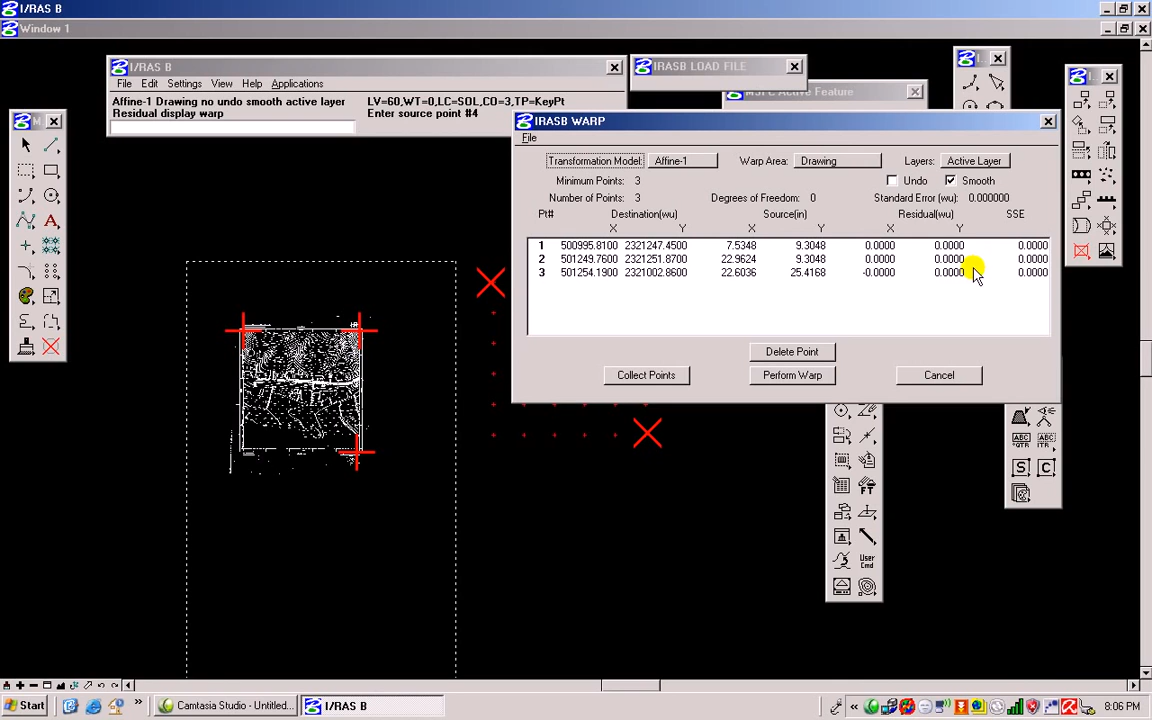 I/RAS B
Window 1
I/RAS B
File Edit Settings View Help Applications
Affine-1 Drawing no undo smooth active layer
LV=60,WT=0,LC=SOL,CO=3,TP=KeyPt
Residual display warp
Enter source point #4
IRASB LOAD FILE
MSFC Active Feature
IRASB WARP
File
Transformation Model: Affine-1 Warp Area: Drawing Layers: Active Layer
Minimum Points: 3 Undo Smooth
Number of Points: 3 Degrees of Freedom: 0 Standard Error (wu): 0.000000
Pt# Destination(wu) Source(in) Residual(wu) SSE
X Y X Y X Y
1 500995.8100 2321247.4500 7.5348 9.3048 0.0000 0.0000 0.0000
2 501249.7600 2321251.8700 22.9624 9.3048 0.0000 0.0000 0.0000
3 501254.1900 2321002.8600 22.6036 25.4168 -0.0000 0.0000 0.0000
Delete Point
Collect Points Perform Warp Cancel
ABC
QTR
ABC
ITR
S C
FT
User
Cmd
Start
Camtasia Studio - Untitled...
I/RAS B
8:06 PM